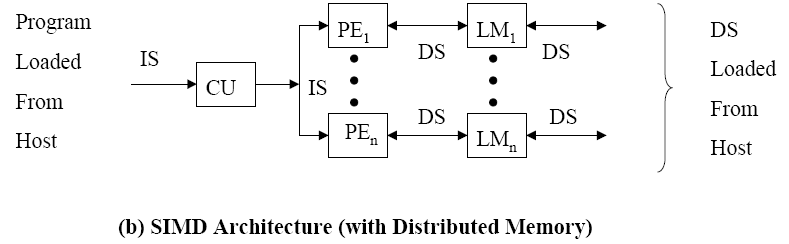 Program
Loaded
From
Host
IS
CU
IS
PE1
DS
LM1
DS
PEn
DS
LMn
DS
DS
Loaded
From
Host
(b) SIMD Architecture (with Distributed Memory)